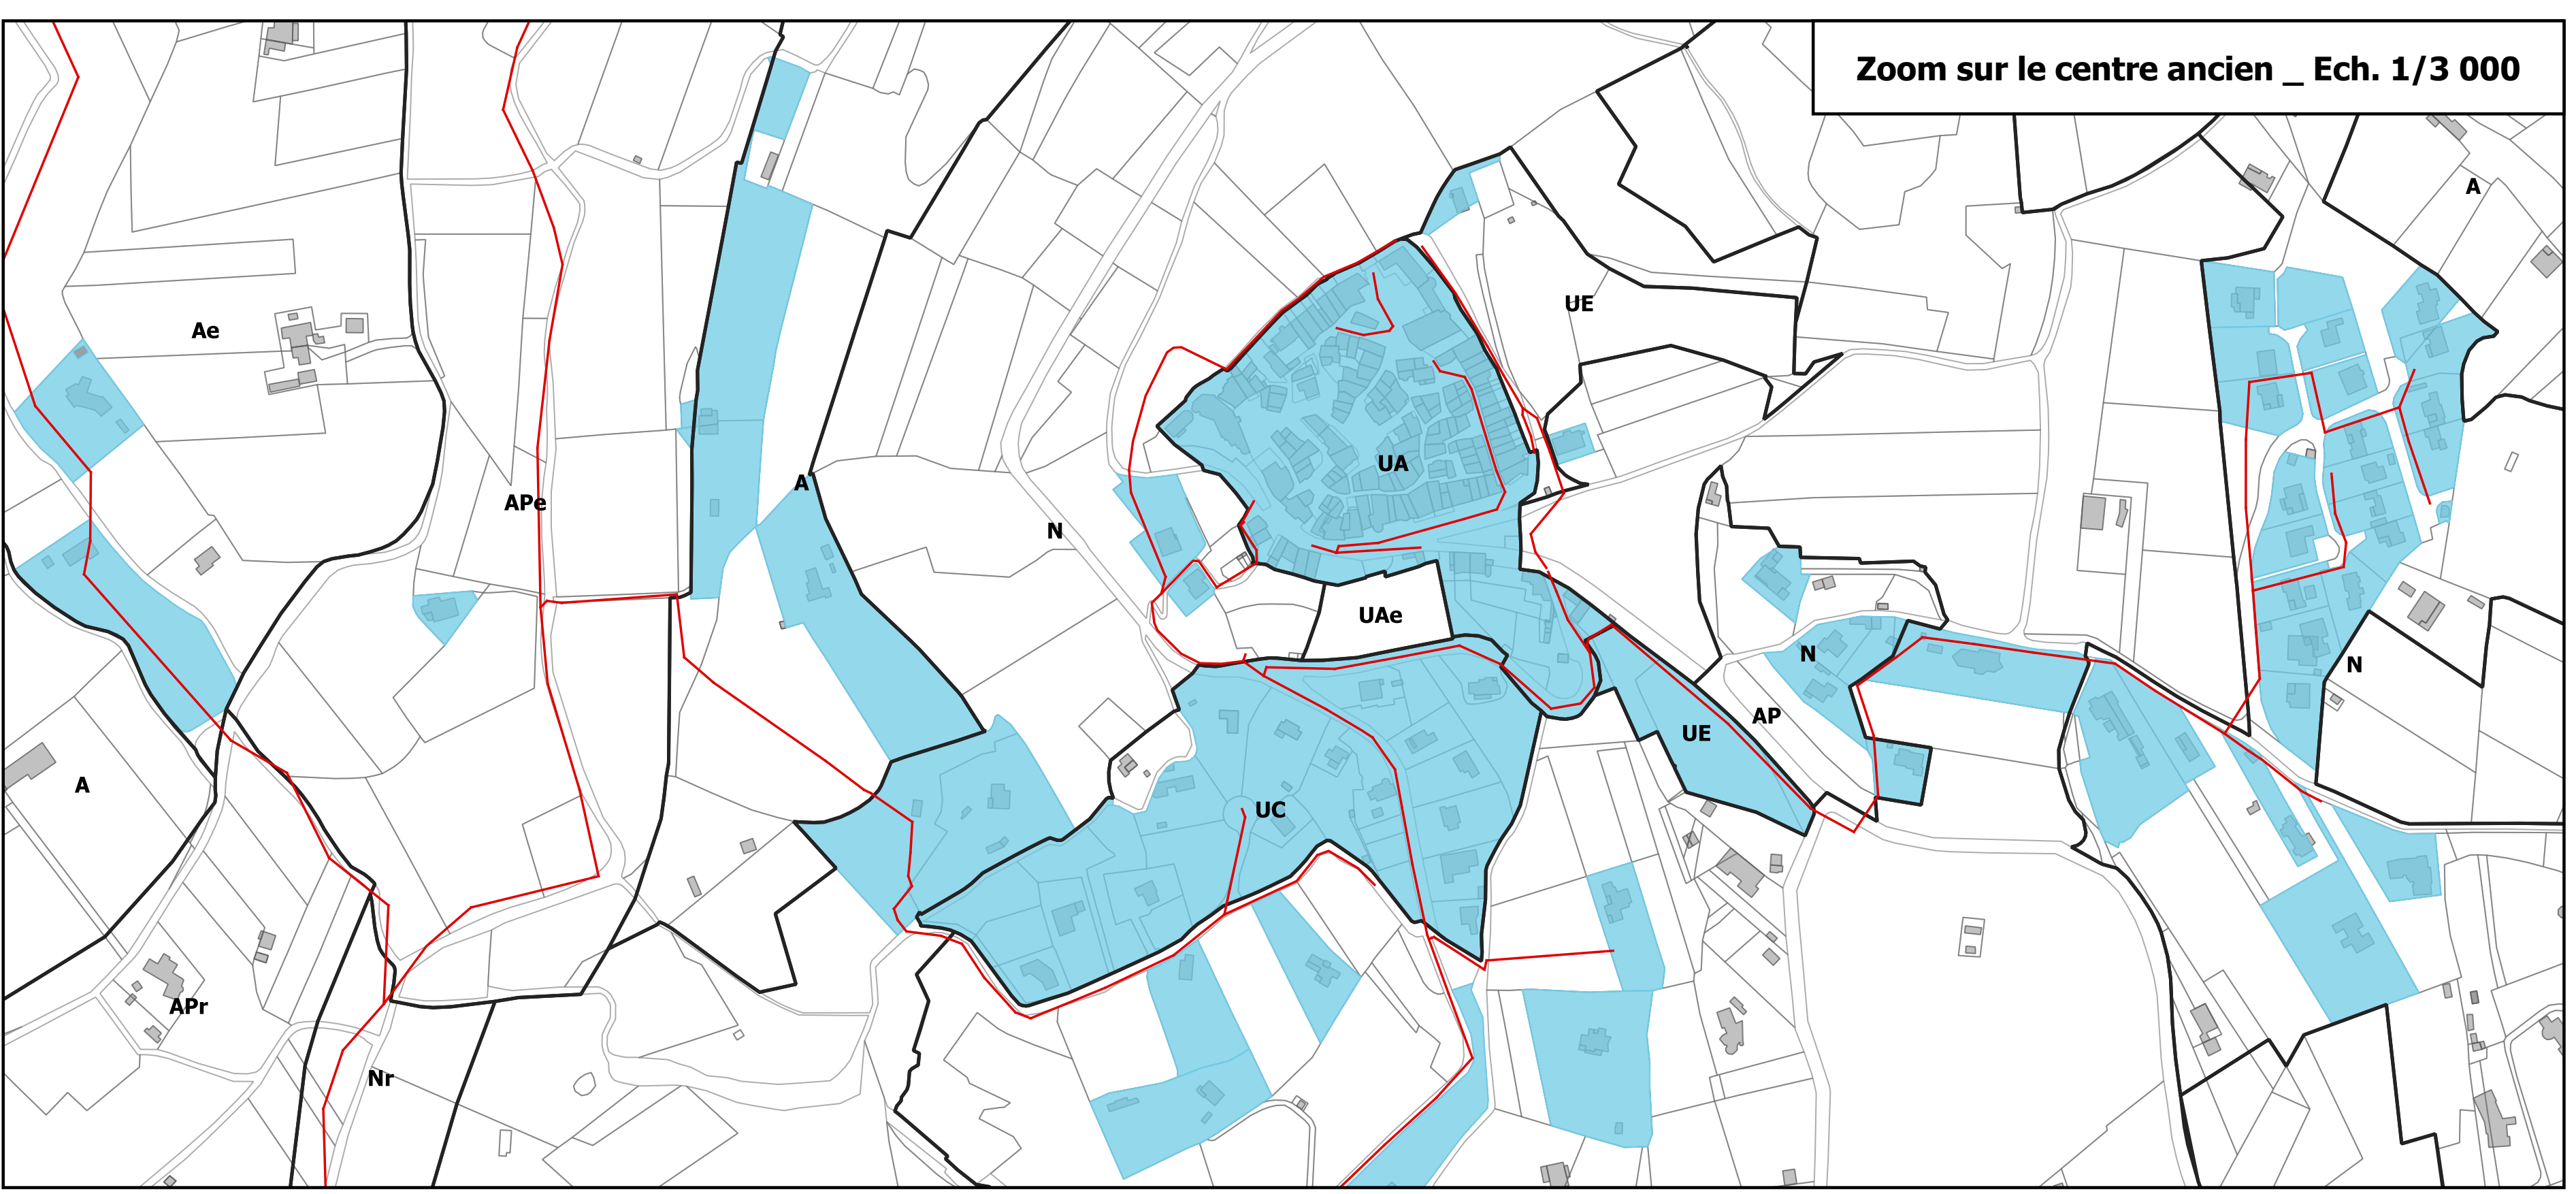 Zoom sur le centre ancien _ Ech. 1/3 000
A
UE
Ae
UA
A
APe
N
UAe
N
N
AP
UE
A
UC
APr
Nr